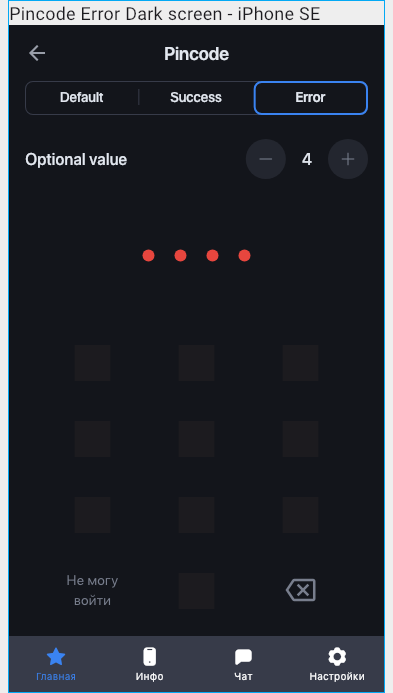 Pincode Error Dark screen - iPhone SE
Pincode
Default Success Error
Optional value 4
Не могу
войти
Главная Инфо Чат Настройки